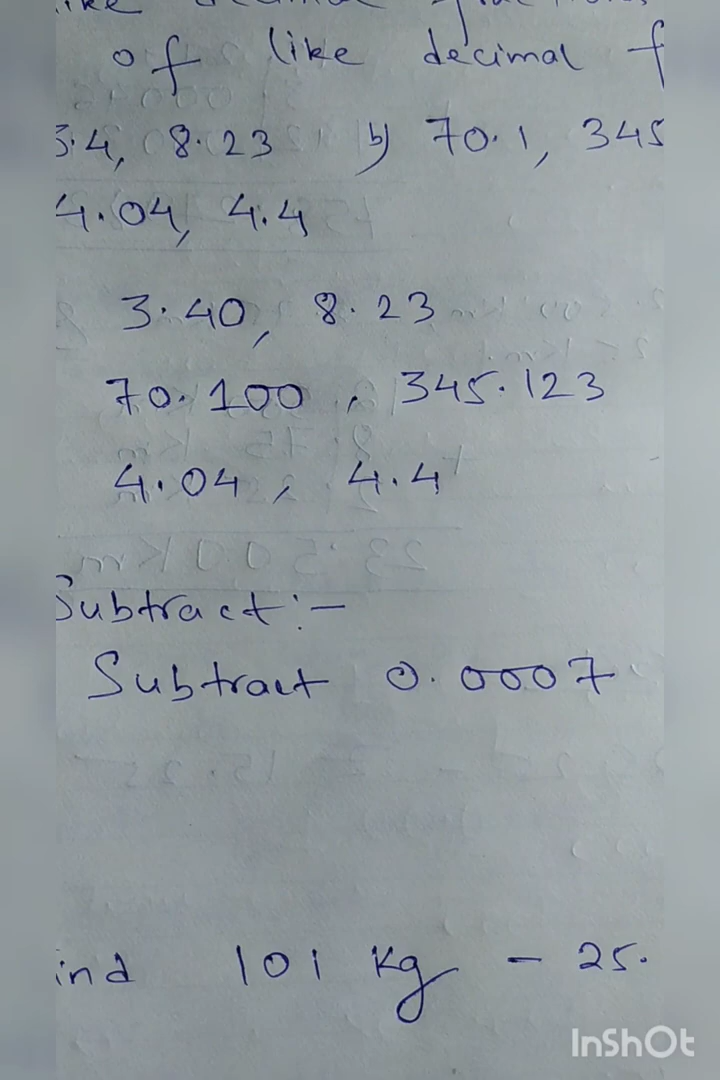 of like decimal f
3.4, 8.23 b) 70.1, 345
4.04, 4.4
3.40, 8.23
70.100, 345.123
4.04, 4.4
Subtract:-
Subtract 0.0007
ind 101 Kg - 25.
InShOt